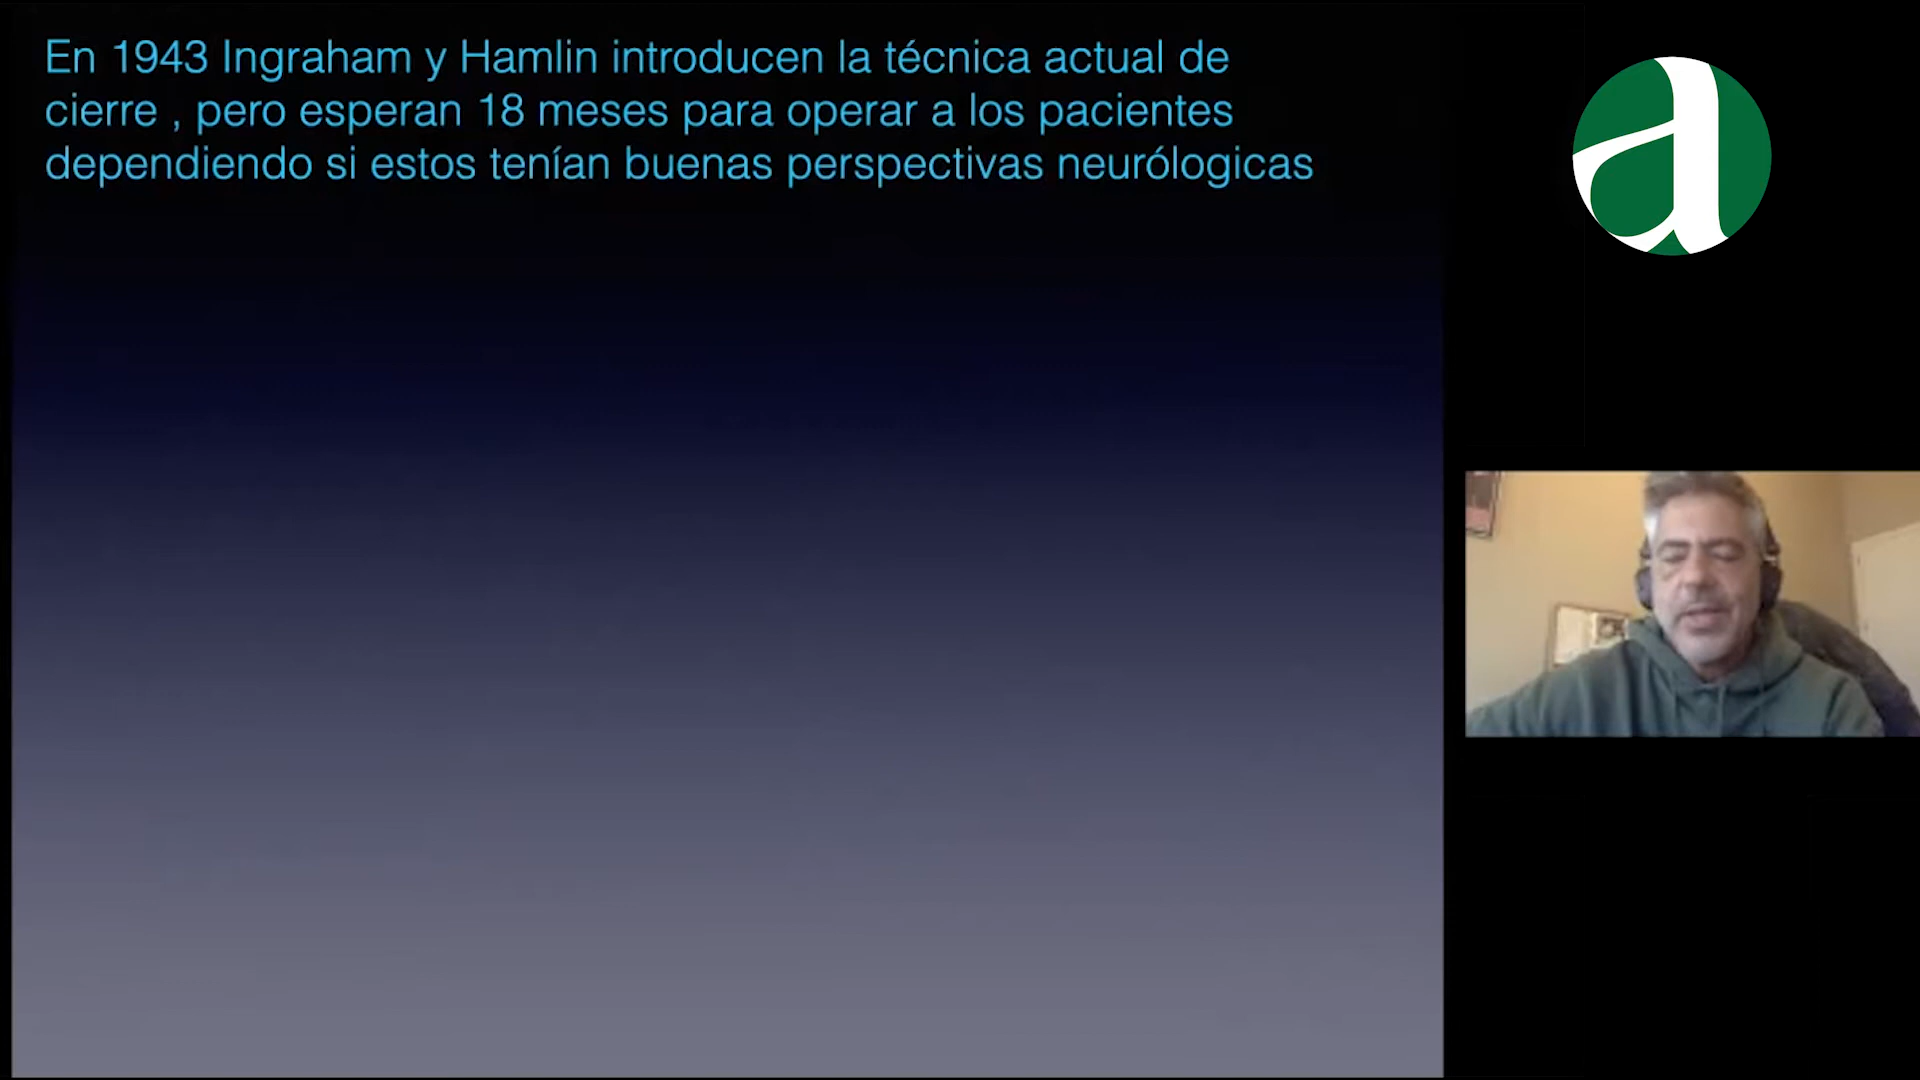 En 1943 Ingraham y Hamlin introducen la técnica actual de
cierre , pero esperan 18 meses para operar a los pacientes
dependiendo si estos tenían buenas perspectivas neurólogicas
a